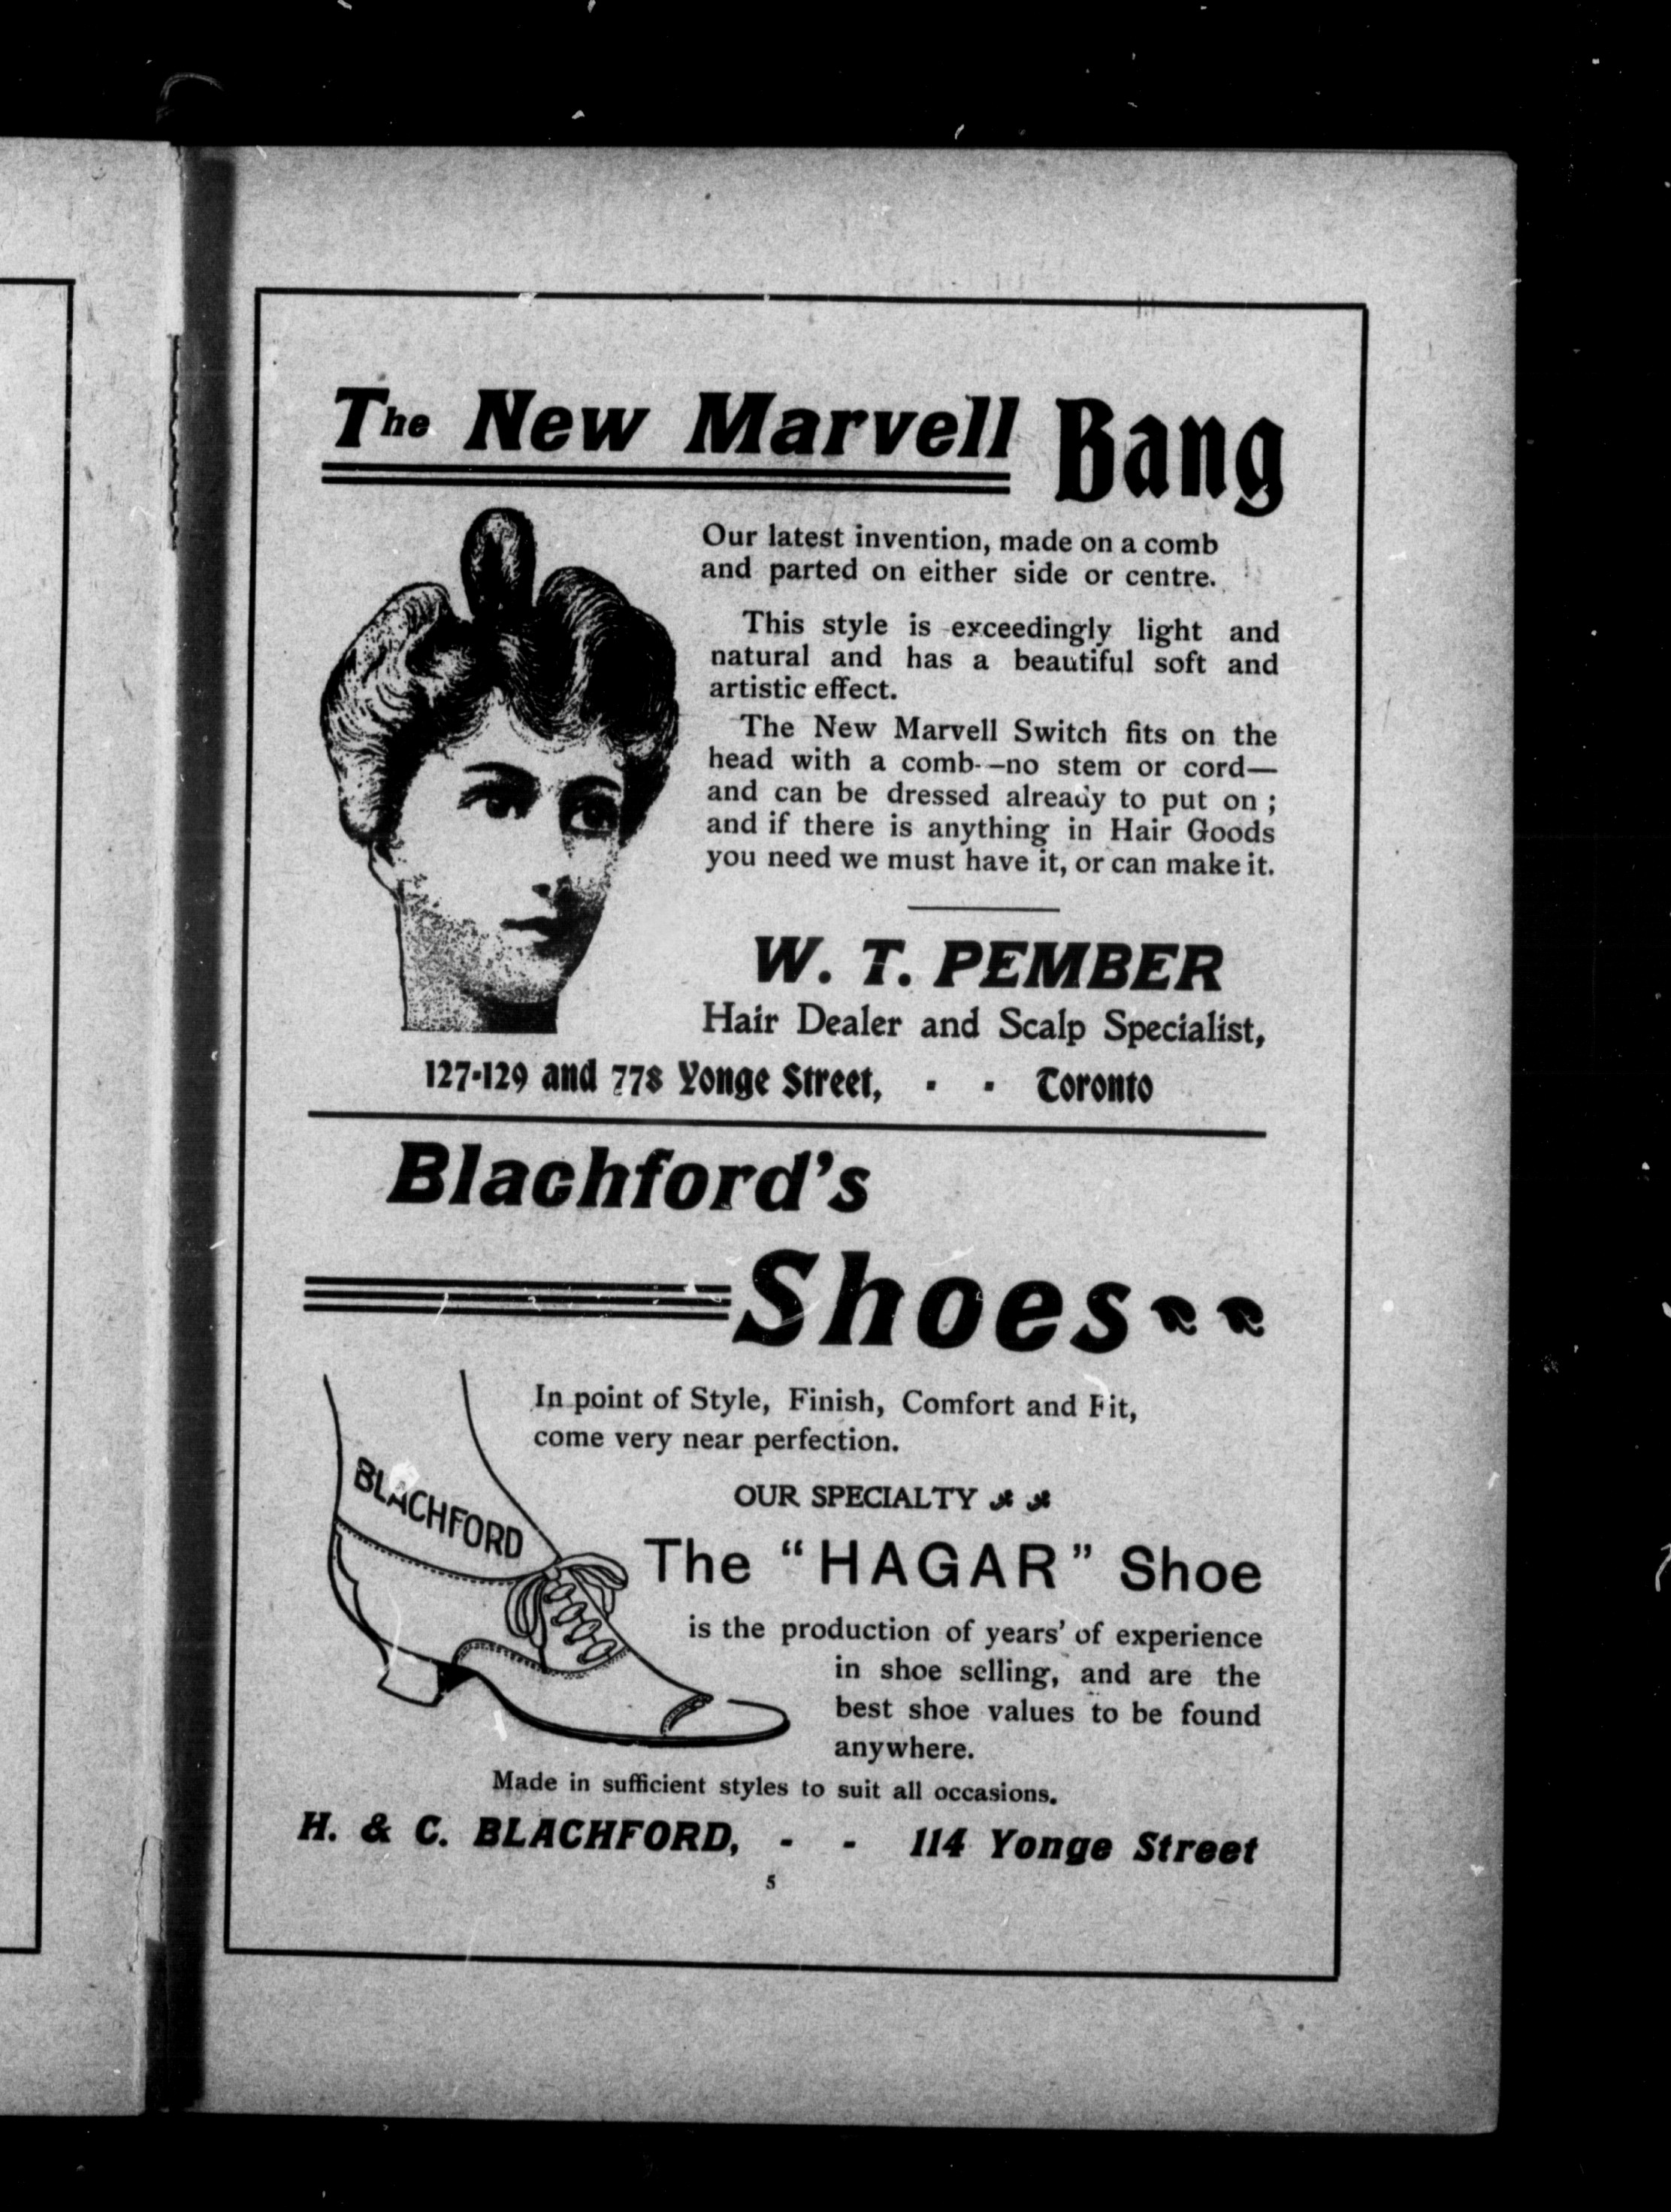 The New Marvell Bang
Our latest invention, made on a comb
and parted on either side or centre.
This style is exceedingly light and
natural and has a beautiful soft and
artistic effect.
The New Marvell Switch fits on the
head with a comb--no stem or cord—
and can be dressed already to put on ;
and if there is anything in Hair Goods
you need we must have it, or can make it.
W. T. PEMBER
Hair Dealer and Scalp Specialist,
127-129 and 778 Yonge Street, - - Toronto
Blachford's
Shoes
In point of Style, Finish, Comfort and Fit,
come very near perfection.
OUR SPECIALTY
BLACHFORD
The "HAGAR" Shoe
is the production of years' of experience
in shoe selling, and are the
best shoe values to be found
anywhere.
Made in sufficient styles to suit all occasions.
H. & C. BLACHFORD, - - 114 Yonge Street
5